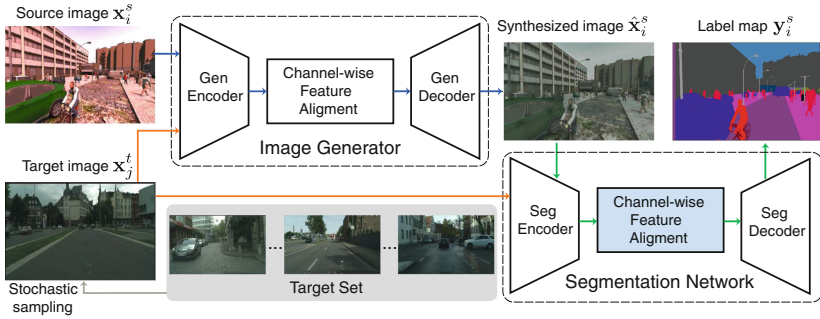 Source image x_i^s
Gen
Encoder
Channel-wise
Feature
Aligment
Gen
Decoder
Image Generator
Synthesized image x̂_i^s
Label map y_i^s
Target image x_j^t
Stochastic
sampling
...
...
Target Set
Seg
Encoder
Channel-wise
Feature
Aligment
Seg
Decoder
Segmentation Network